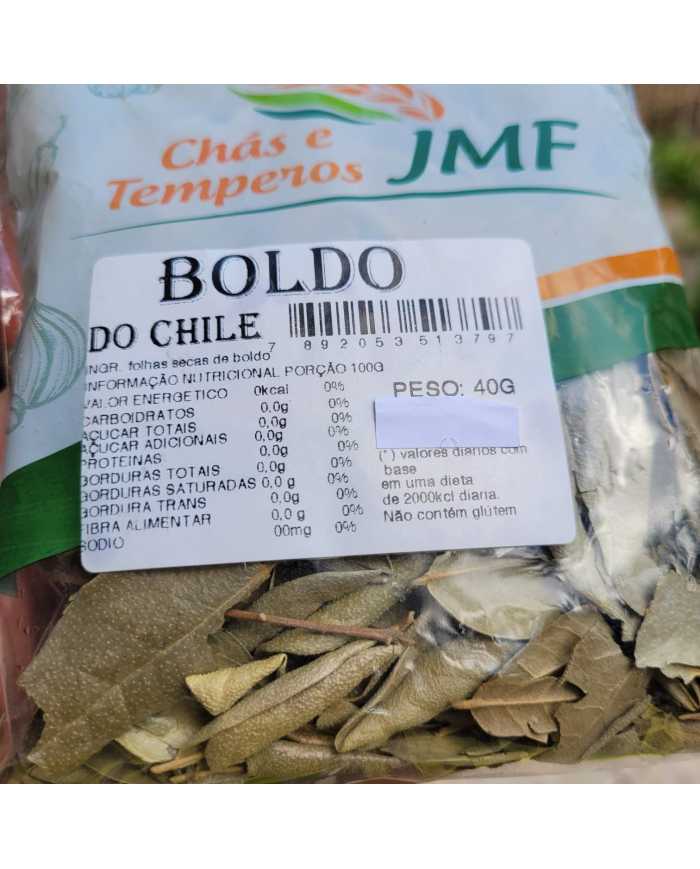 Chás e
Temperos JMF
BOLDO
DO CHILE
7 892053 513797
INGR. folhas secas de boldo
INFORMAÇÃO NUTRICIONAL PORÇÃO 100G
VALOR ENERGETICO 0kcal 0%
CARBOIDRATOS 0,0g 0%
AÇUCAR TOTAIS 0,0g 0%
AÇUCAR ADICIONAIS 0,0g 0%
PROTEINAS 0,0g 0%
GORDURAS TOTAIS 0,0g 0%
GORDURAS SATURADAS 0,0 g 0%
GORDURA TRANS 0,0g 0%
FIBRA ALIMENTAR 0,0 g 0%
SODIO 00mg 0%
PESO: 40G
(*) valores diários com
base
em uma dieta
de 2000kcl diaria.
Não contém glútem